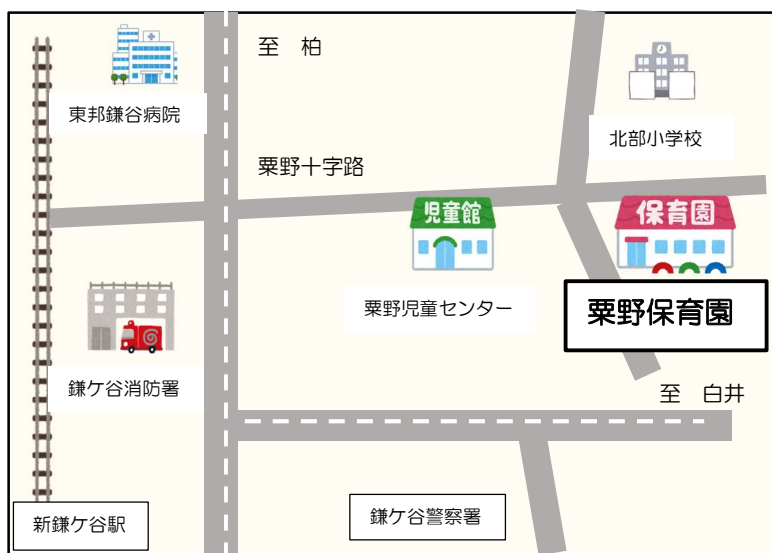 至　柏
東邦鎌谷病院
北部小学校
粟野十字路
児童館
保育園
粟野児童センター
粟野保育園
鎌ケ谷消防署
至　白井
新鎌ケ谷駅
鎌ケ谷警察署